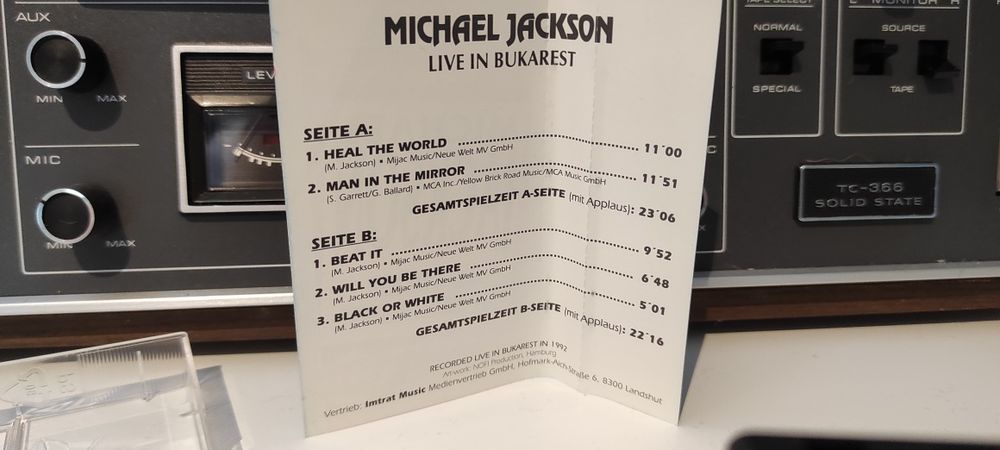 AUX
MIN MAX
MIC
MIN MAX
LEV
MICHAEL JACKSON
LIVE IN BUKAREST
SEITE A:
1. HEAL THE WORLD 11´00
(M. Jackson) • Mijac Music/Neue Welt MV GmbH
2. MAN IN THE MIRROR 11´51
(S. Garrett/G. Ballard) • MCA Inc./Yellow Brick Road Music/MCA Music GmbH
GESAMTSPIELZEIT A-SEITE (mit Applaus): 23´06
SEITE B:
1. BEAT IT 9´52
(M. Jackson) • Mijac Music/Neue Welt MV GmbH
2. WILL YOU BE THERE 6´48
(M. Jackson) • Mijac Music/Neue Welt MV GmbH
3. BLACK OR WHITE 5´01
(M. Jackson) • Mijac Music/Neue Welt MV GmbH
GESAMTSPIELZEIT B-SEITE (mit Applaus): 22´16
RECORDED LIVE IN BUKAREST IN 1992
Art-work: NOFI Production, Hamburg
Vertrieb: Imtrat Music Medienvertrieb GmbH, Hofmark-Aich-Straße 6, 8300 Landshut
TAPE SELECT
NORMAL
SPECIAL
L MONITOR R
SOURCE
TAPE
C
TC-366
SOLID STATE